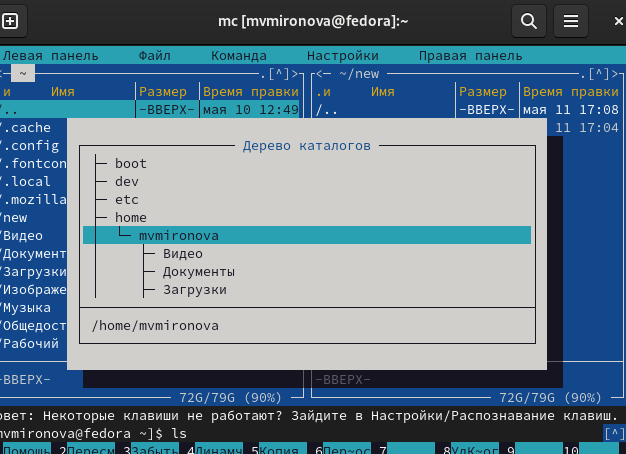 mc [mvmironova@fedora]:~
Левая панель Файл Команда Настройки Правая панель
<─ ~ .[^]> <─ ~/new .[^]>
.и Имя Размер Время правки .и Имя Размер Время правки
/.. -ВВЕРХ- мая 10 12:49 /.. -ВВЕРХ- мая 11 17:08
/.cache 11 17:04
/.config
/.fontcon
/.local
/.mozilla
/new
/Видео
/Документ
/Загрузки
/Изображе
/Музыка
/Общедост
/Рабочий
Дерево каталогов
boot
dev
etc
home
mvmironova
Видео
Документы
Загрузки
/home/mvmironova
-ВВЕРХ- -ВВЕРХ-
72G/79G (90%) 72G/79G (90%)
овет: Некоторые клавиши не работают? Зайдите в Настройки/Распознавание клавиш.
mvmironova@fedora ~]$ ls [^]
Помощь 2Пересм 3Забыть 4Динамч 5Копия 6Пер~ос 7 8УдК~ог 9 10